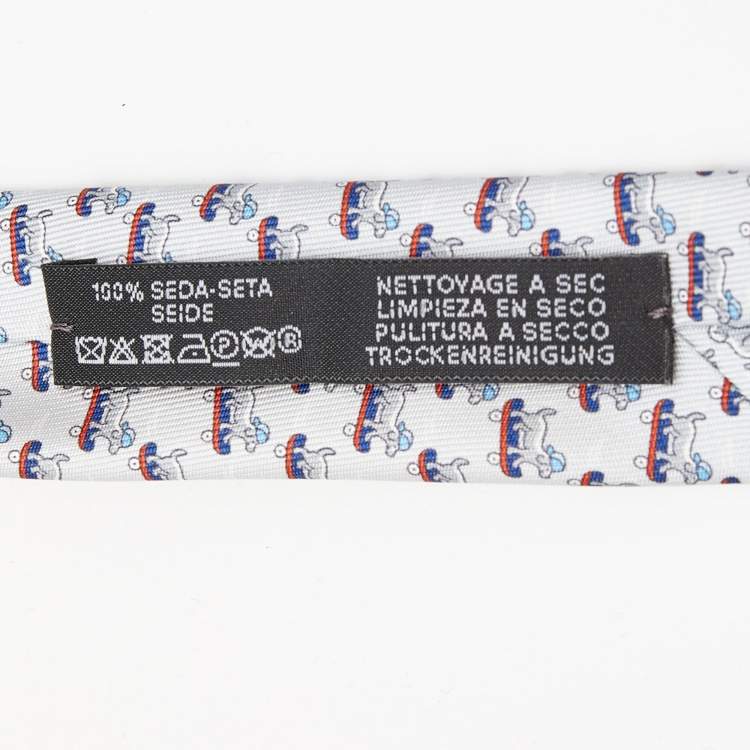 100% SEDA-SETA
SEIDE
P W ®
NETTOYAGE A SEC
LIMPIEZA EN SECO
PULITURA A SECCO
TROCKENREINIGUNG